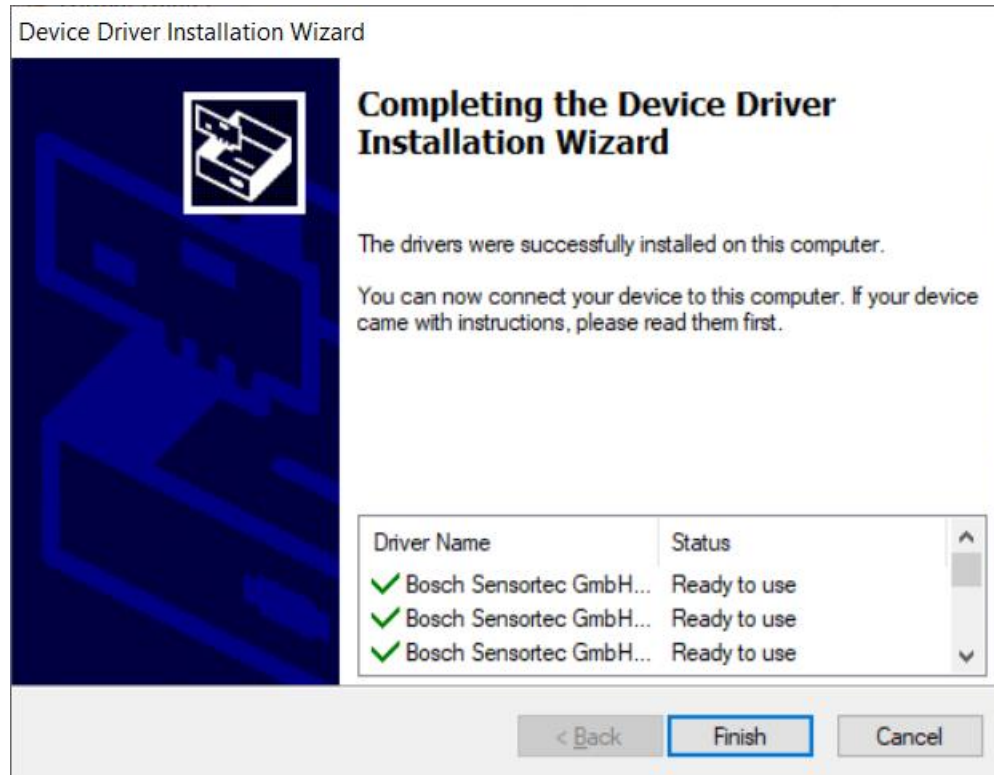 Device Driver Installation Wizard
Completing the Device Driver
Installation Wizard
The drivers were successfully installed on this computer.
You can now connect your device to this computer. If your device
came with instructions, please read them first.
Driver Name Status
Bosch Sensortec GmbH... Ready to use
Bosch Sensortec GmbH... Ready to use
Bosch Sensortec GmbH... Ready to use
< Back Finish Cancel